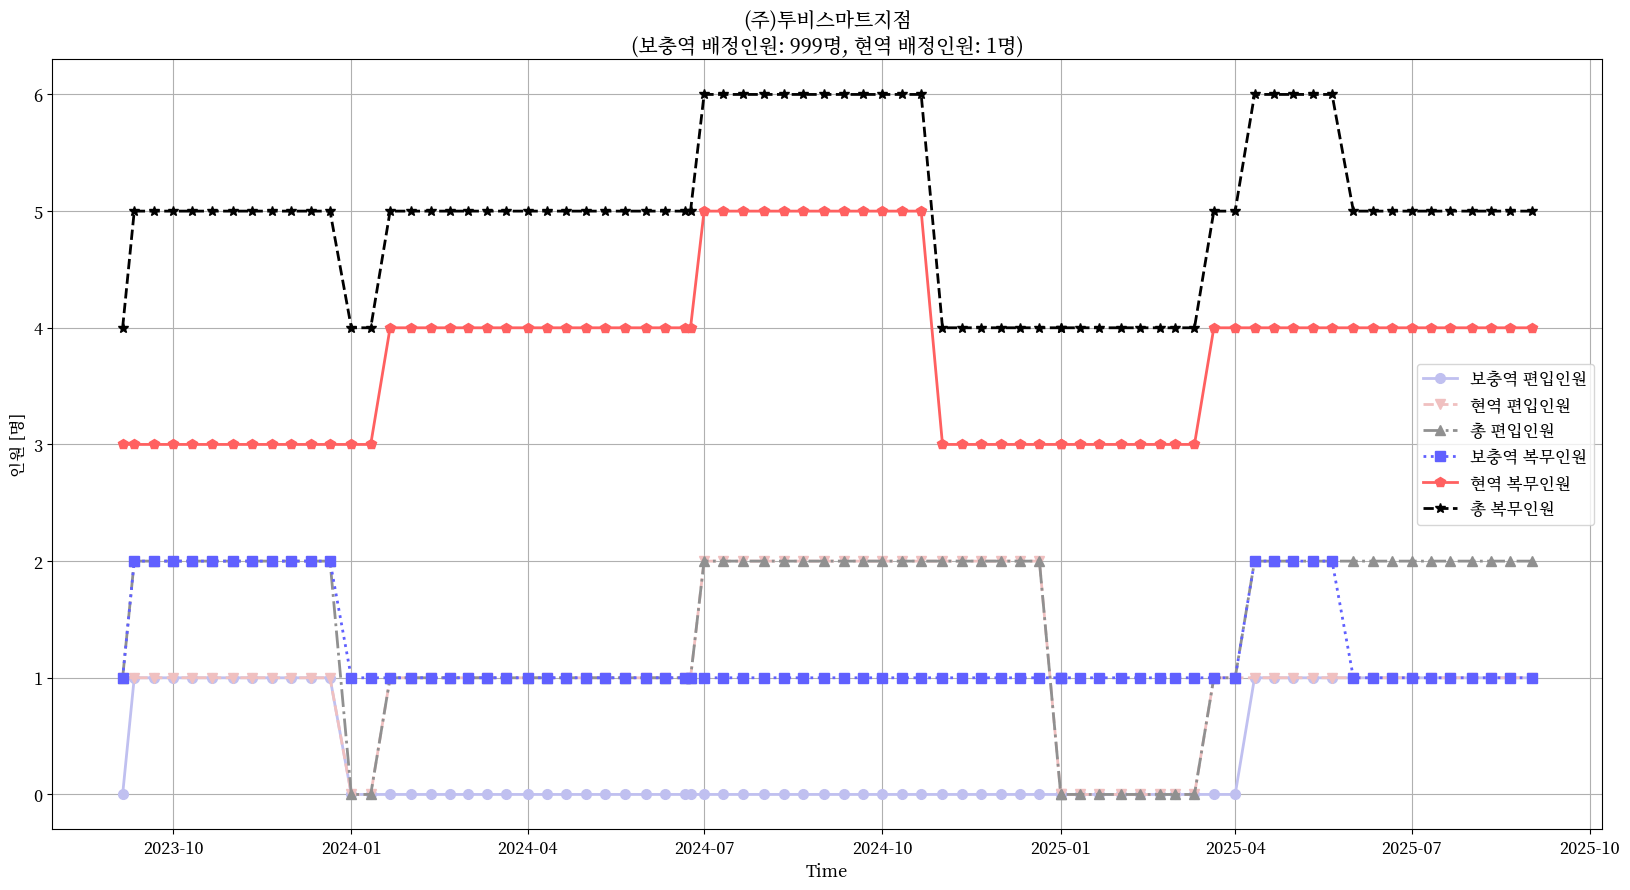 (주)투비스마트지점
(보충역 배정인원: 999명, 현역 배정인원: 1명)
인원 [명]
6
5
4
3
2
1
0
보충역 편입인원
현역 편입인원
총 편입인원
보충역 복무인원
현역 복무인원
총 복무인원
2023-10 2024-01 2024-04 2024-07 2024-10 2025-01 2025-04 2025-07 2025-10
Time